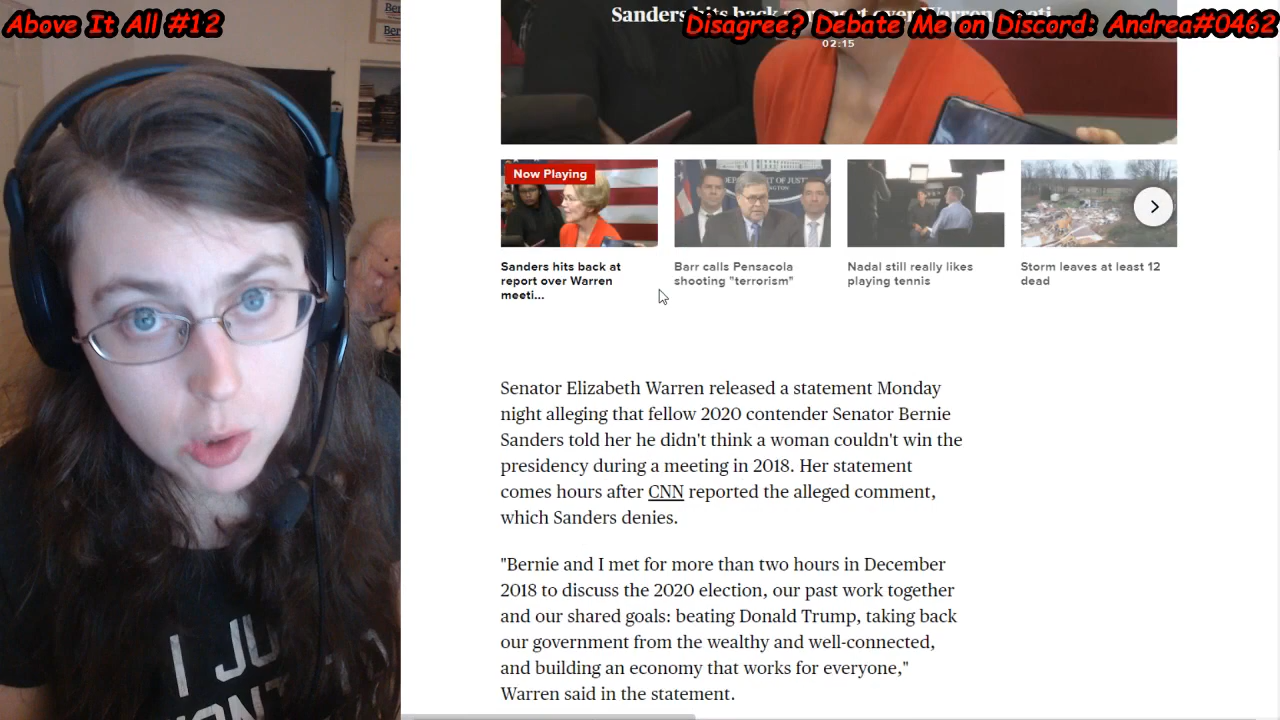 Above It All #12
Disagree? Debate Me on Discord: Andrea#0462
02:15
Now Playing
Sanders hits back at
report over Warren
meeti...
Barr calls Pensacola
shooting "terrorism"
Nadal still really likes
playing tennis
Storm leaves at least 12
dead
Senator Elizabeth Warren released a statement Monday
night alleging that fellow 2020 contender Senator Bernie
Sanders told her he didn't think a woman couldn't win the
presidency during a meeting in 2018. Her statement
comes hours after CNN reported the alleged comment,
which Sanders denies.
"Bernie and I met for more than two hours in December
2018 to discuss the 2020 election, our past work together
and our shared goals: beating Donald Trump, taking back
our government from the wealthy and well-connected,
and building an economy that works for everyone,"
Warren said in the statement.
I JU